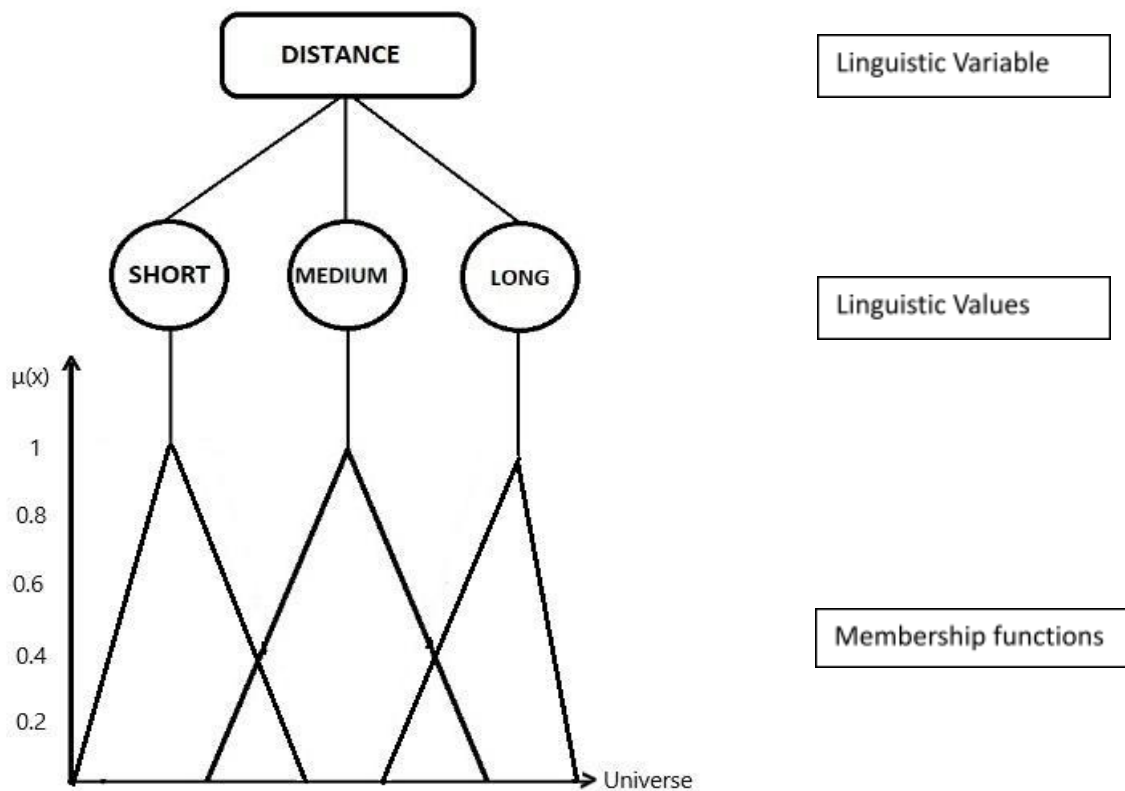 DISTANCE
Linguistic Variable
SHORT
MEDIUM
LONG
Linguistic Values
μ(x)
1
0.8
0.6
Membership functions
0.4
0.2
Universe